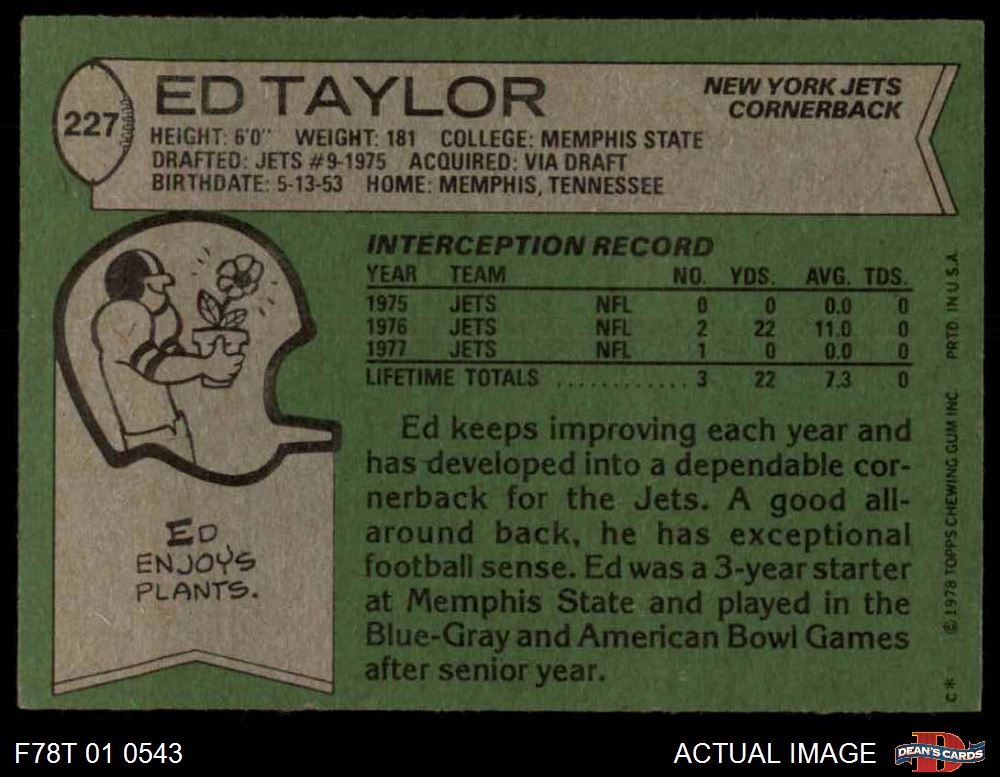 227
ED TAYLOR
NEW YORK JETS
CORNERBACK
HEIGHT: 6'0" WEIGHT: 181 COLLEGE: MEMPHIS STATE
DRAFTED: JETS #9-1975 ACQUIRED: VIA DRAFT
BIRTHDATE: 5-13-53 HOME: MEMPHIS, TENNESSEE
INTERCEPTION RECORD
YEAR TEAM NO. YDS. AVG. TDS.
1975 JETS NFL 0 0 0.0 0
1976 JETS NFL 2 22 11.0 0
1977 JETS NFL 1 0 0.0 0
LIFETIME TOTALS ............ 3 22 7.3 0
Ed keeps improving each year and
has developed into a dependable cor-
nerback for the Jets. A good all-
around back, he has exceptional
football sense. Ed was a 3-year starter
at Memphis State and played in the
Blue-Gray and American Bowl Games
after senior year.
ED
ENJOYS
PLANTS.
C* ©1978 TOPPS CHEWING GUM INC. PRTD IN U.S.A.
F78T 01 0543
ACTUAL IMAGE
D
DEAN'S CARDS